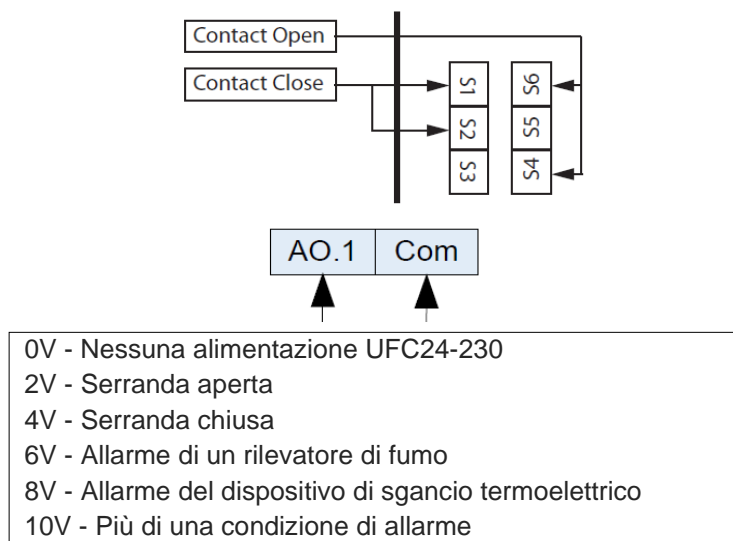 Contact Open
Contact Close
S1 S6
S2 S5
S3 S4
AO.1 Com
0V - Nessuna alimentazione UFC24-230
2V - Serranda aperta
4V - Serranda chiusa
6V - Allarme di un rilevatore di fumo
8V - Allarme del dispositivo di sgancio termoelettrico
10V - Più di una condizione di allarme